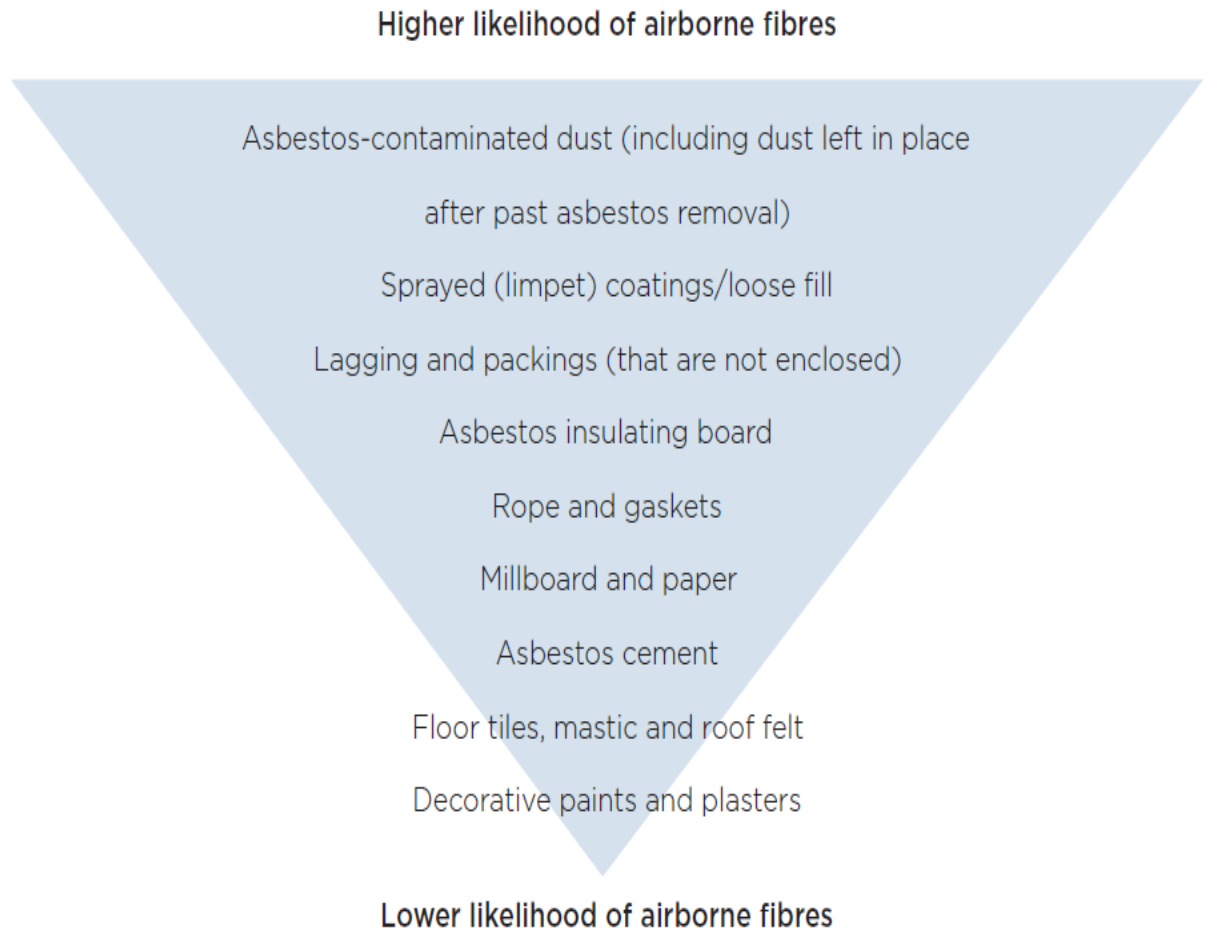 Higher likelihood of airborne fibres
Asbestos-contaminated dust (including dust left in place
after past asbestos removal)
Sprayed (limpet) coatings/loose fill
Lagging and packings (that are not enclosed)
Asbestos insulating board
Rope and gaskets
Millboard and paper
Asbestos cement
Floor tiles, mastic and roof felt
Decorative paints and plasters
Lower likelihood of airborne fibres